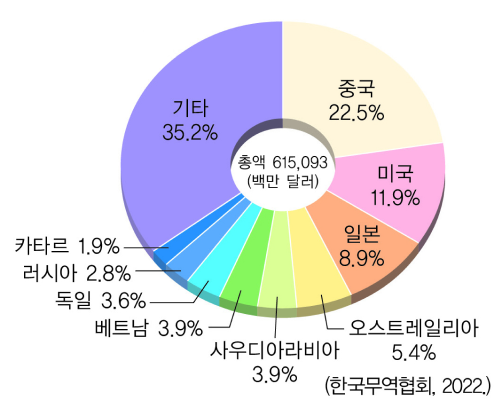 중국
22.5%
기타
35.2%
총액 615,093
(백만 달러)
미국
11.9%
일본
8.9%
카타르 1.9%
러시아 2.8%
독일 3.6%
베트남 3.9%
사우디아라비아
3.9%
오스트레일리아
5.4%
(한국무역협회, 2022.)